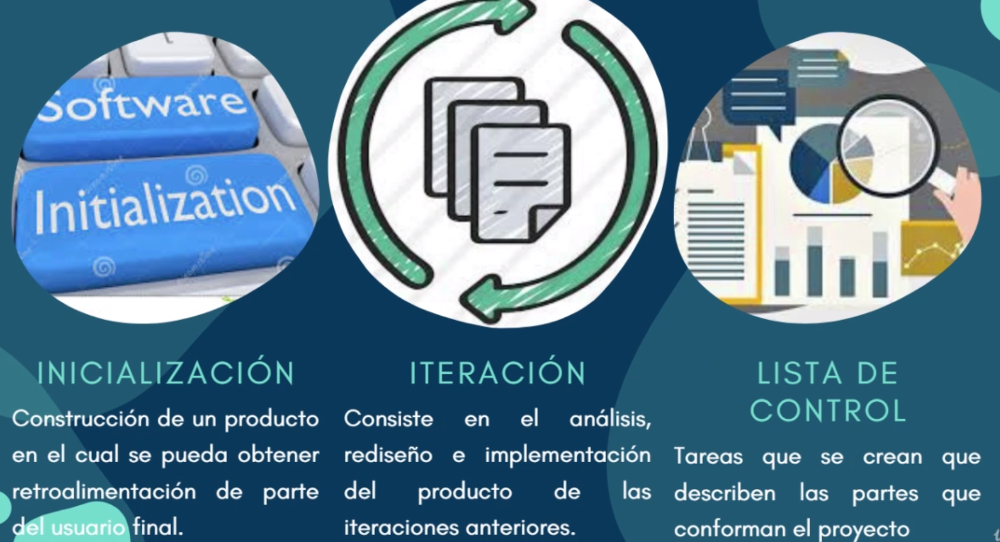 Software
Initialization
INICIALIZACIÓN
Construcción de un producto
en el cual se pueda obtener
retroalimentación de parte
del usuario final.
ITERACIÓN
Consiste en el análisis,
rediseño e implementación
del producto de las
iteraciones anteriores.
LISTA DE
CONTROL
Tareas que se crean que
describen las partes que
conforman el proyecto